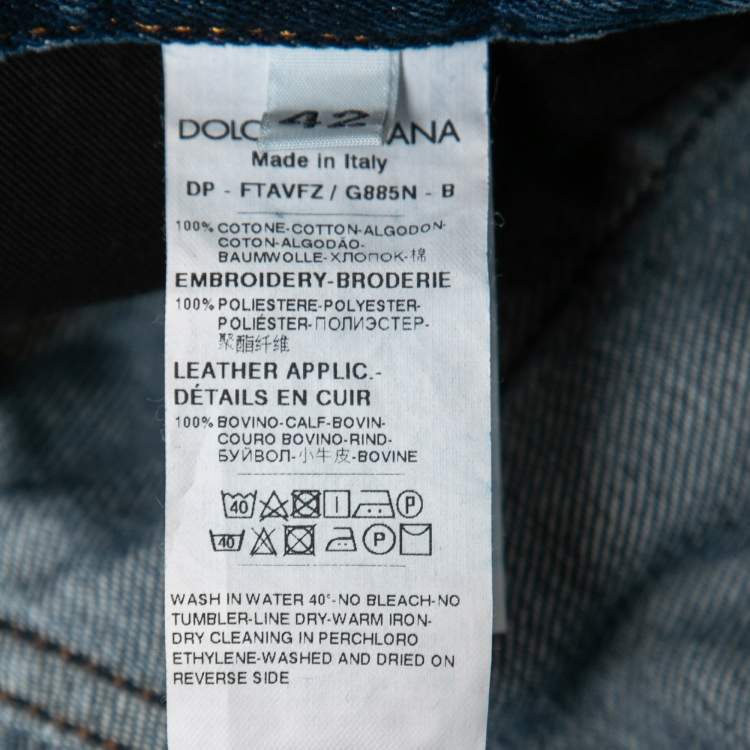 42
DOLC ANA
Made in Italy
DP - FTAVFZ / G885N - B
100% COTONE-COTTON-ALGODON-
COTON-ALGODÃO-
BAUMWOLLE-ХЛОПОК-棉
EMBROIDERY-BRODERIE
100% POLIESTERE-POLYESTER-
POLIÉSTER-ПОЛИЭСТЕР-
聚酯纤维
LEATHER APPLIC.-
DÉTAILS EN CUIR
100% BOVINO-CALF-BOVIN-
COURO BOVINO-RIND-
БУЙВОЛ-小牛皮-BOVINE
40 P
40 P
WASH IN WATER 40°-NO BLEACH-NO
TUMBLER-LINE DRY-WARM IRON-
DRY CLEANING IN PERCHLORO
ETHYLENE-WASHED AND DRIED ON
REVERSE SIDE